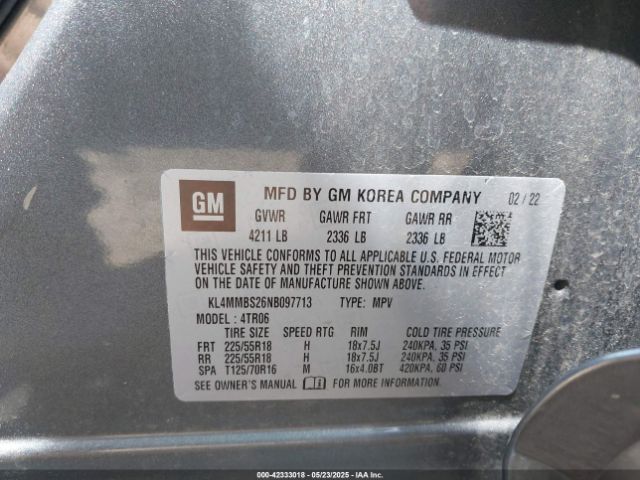 GM
MFD BY GM KOREA COMPANY 02/22
GVWR GAWR FRT GAWR RR
4211 LB 2336 LB 2336 LB
THIS VEHICLE CONFORMS TO ALL APPLICABLE U.S. FEDERAL MOTOR
VEHICLE SAFETY AND THEFT PREVENTION STANDARDS IN EFFECT
ON THE DATE OF MANUFACTURE SHOWN ABOVE.
KL4MMBS26NB097713 TYPE: MPV
MODEL : 4TR06
TIRE SIZE SPEED RTG RIM COLD TIRE PRESSURE
FRT 225/55R18 H 18x7.5J 240KPA, 35 PSI
RR 225/55R18 H 18x7.5J 240KPA, 35 PSI
SPA T125/70R16 M 16x4.0BT 420KPA, 60 PSI
SEE OWNER'S MANUAL FOR MORE INFORMATION.
000-42333018 — 05/23/2025 — IAAI, Inc.